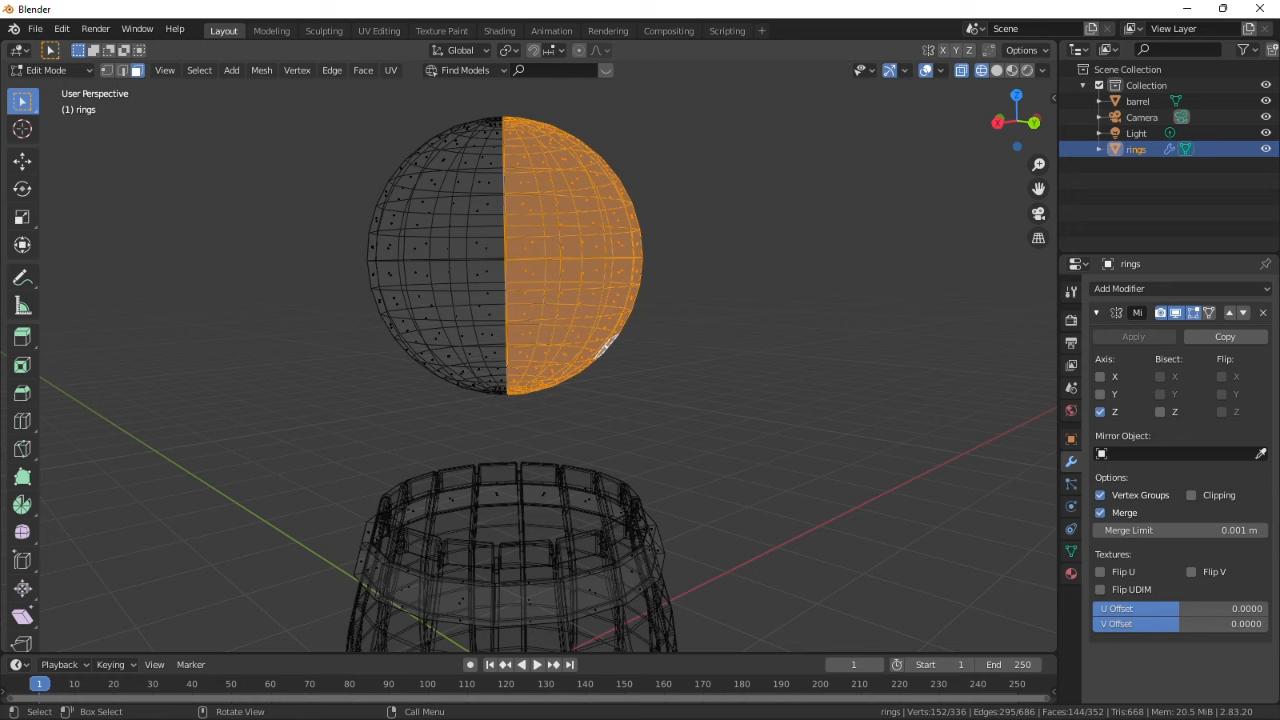 Blender
File Edit Render Window Help Layout Modeling Sculpting UV Editing Texture Paint Shading Animation Rendering Compositing Scripting + Scene View Layer
Global X Y Z Options
Edit Mode View Select Add Mesh Vertex Edge Face UV Find Models
User Perspective
(1) rings
Z
X Y
Scene Collection
Collection
barrel
Camera
Light
rings
rings
Add Modifier
Mi
Apply Copy
Axis: Bisect: Flip:
X X X
Y Y Y
Z Z Z
Mirror Object:
Options:
Vertex Groups Clipping
Merge
Merge Limit 0.001 m
Textures:
Flip U Flip V
Flip UDIM
U Offset 0.0000
V Offset 0.0000
Playback Keying View Marker 1 Start 1 End 250
1 10 20 30 40 50 60 70 80 90 100 110 120 130 140 150 160 170 180 190 200 210 220 230 240 250
Select Box Select Rotate View Call Menu rings | Verts:152/336 | Edges:295/686 | Faces:144/352 | Tris:668 | Mem: 20.5 MiB | 2.83.20